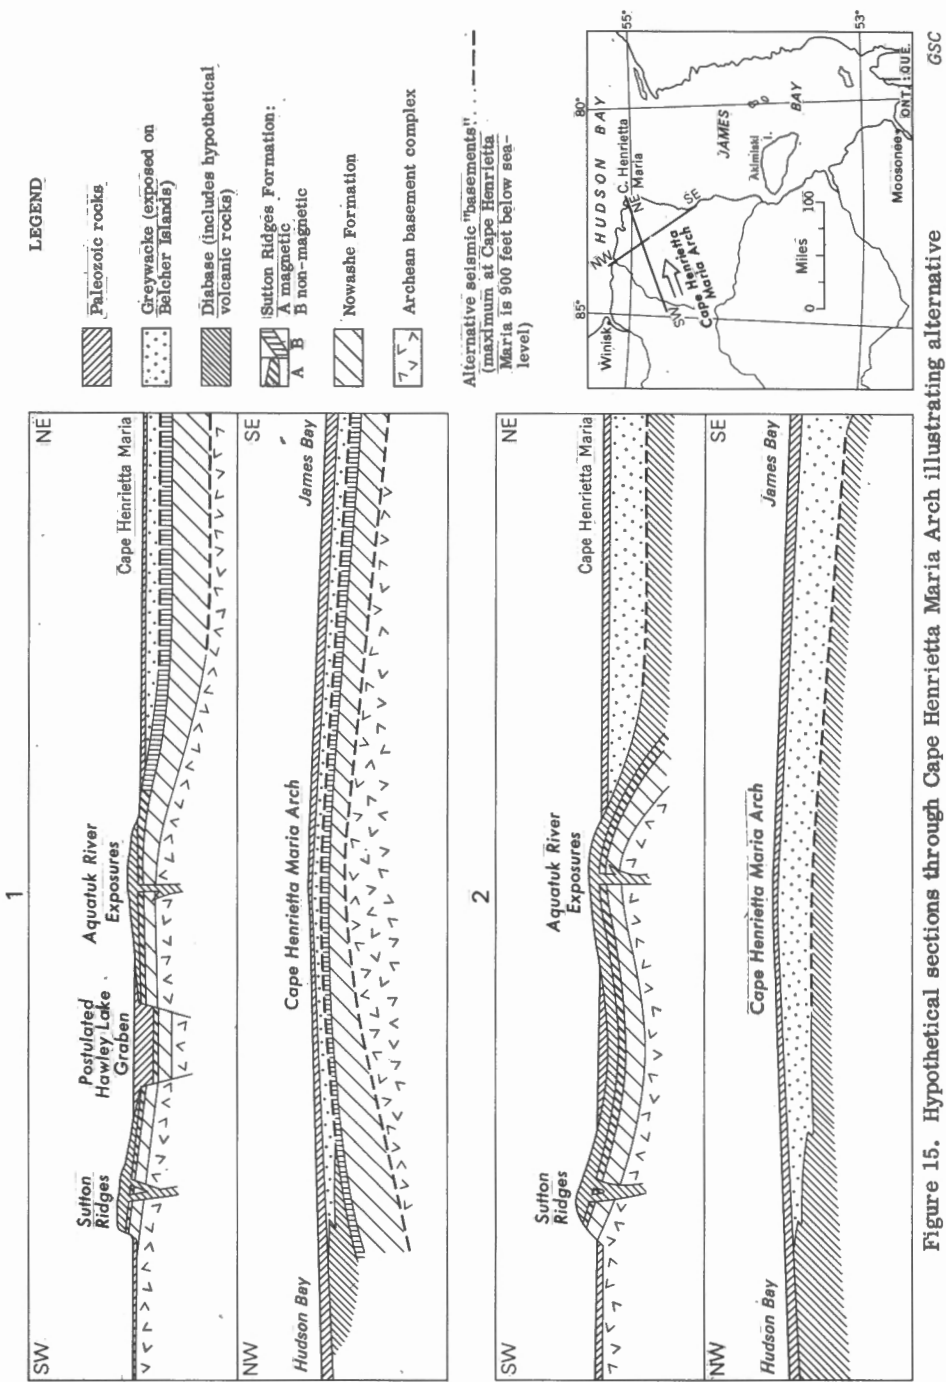 1
SW
NE
Sutton
Ridges
Postulated
Hawley Lake
Graben
Aquatuk River
Exposures
Cape Henrietta Maria
NW
SE
Hudson Bay
Cape Henrietta Maria Arch
James Bay
2
SW
NE
Sutton
Ridges
Aquatuk River
Exposures
Cape Henrietta Maria
NW
SE
Hudson Bay
Cape Henrietta Maria Arch
James Bay
LEGEND
Paleozoic rocks
Greywacke (exposed on
Belcher Islands)
Diabase (includes hypothetical
volcanic rocks)
Sutton Ridges Formation:
A magnetic
B non-magnetic
A B
Nowashe Formation
Archean basement complex
Alternative seismic "basements"...
(maximum at Cape Henrietta
Maria is 900 feet below sea-
level)
85°
80°
55°
53°
HUDSON BAY
Winisk
NW
NE
C. Henrietta
Maria
SW
SE
Cape Henrietta
Maria Arch
JAMES
BAY
Akimiski
I.
Miles
0 100
Moosonee
ONT.
QUE.
Figure 15. Hypothetical sections through Cape Henrietta Maria Arch illustrating alternative
GSC